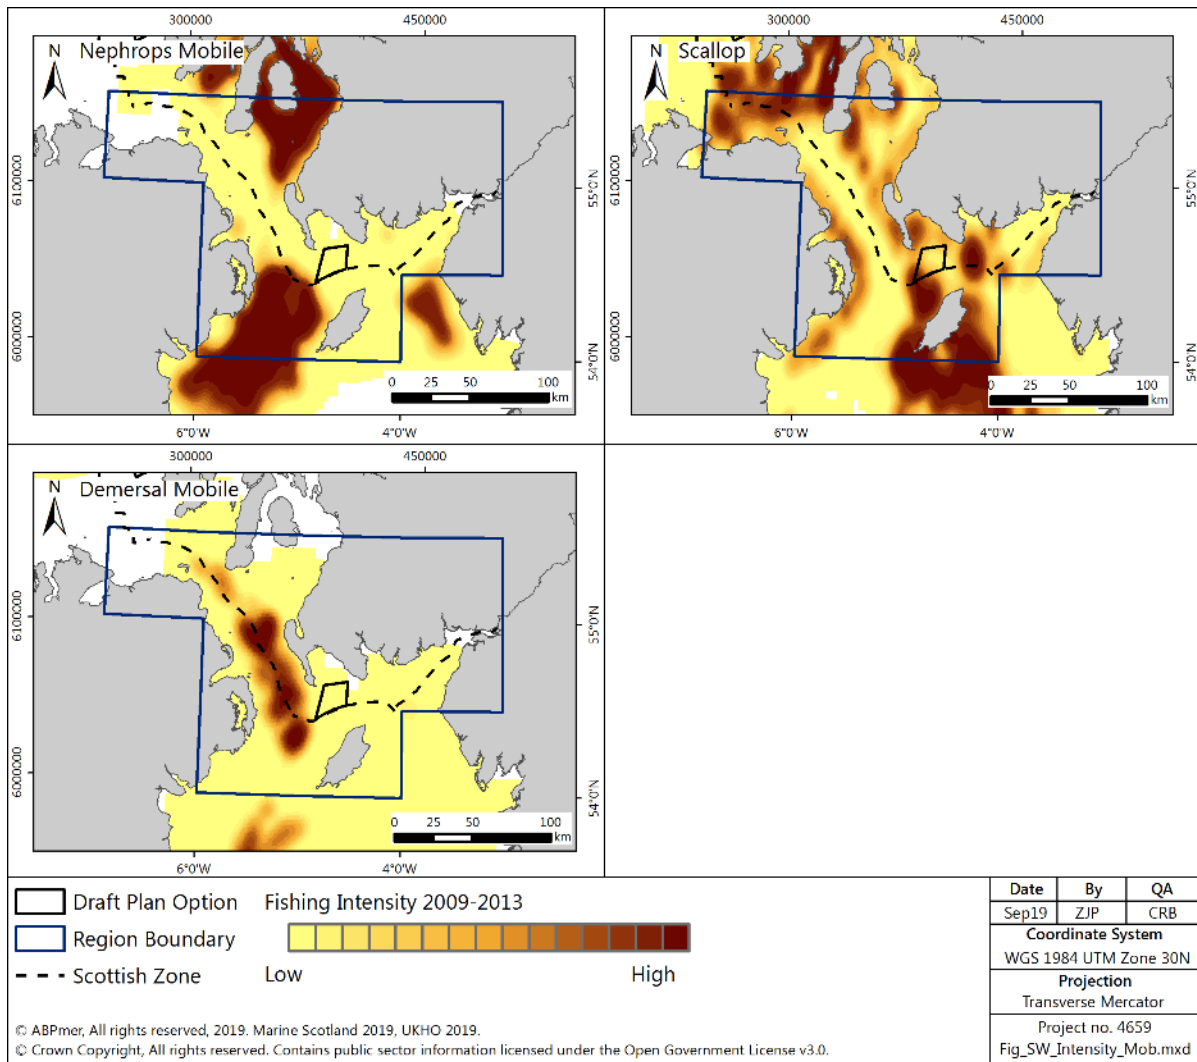 300000 450000
N Nephrops Mobile
6100000
55°0'N
6000000
54°0'N
0 25 50 100
km
6°0'W 4°0'W
300000 450000
N Scallop
6100000
55°0'N
6000000
54°0'N
0 25 50 100
km
6°0'W 4°0'W
300000 450000
N Demersal Mobile
6100000
55°0'N
6000000
54°0'N
0 25 50 100
km
6°0'W 4°0'W
Draft Plan Option
Region Boundary
Scottish Zone
Fishing Intensity 2009-2013
Low High
Date By QA
Sep19 ZJP CRB
Coordinate System
WGS 1984 UTM Zone 30N
Projection
Transverse Mercator
Project no. 4659
Fig_SW_Intensity_Mob.mxd
© ABPmer, All rights reserved, 2019. Marine Scotland 2019, UKHO 2019.
© Crown Copyright, All rights reserved. Contains public sector information licensed under the Open Government License v3.0.